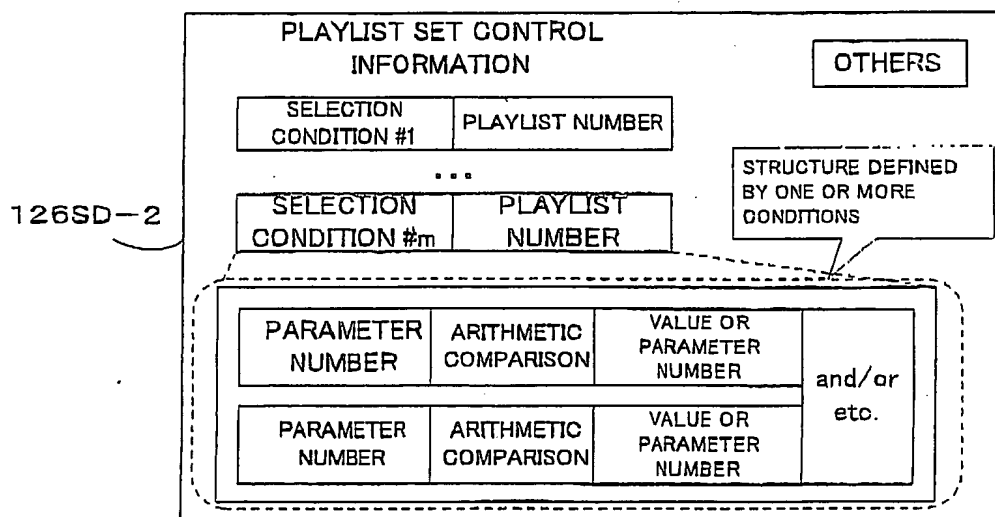 PLAYLIST SET CONTROL
INFORMATION
OTHERS
SELECTION
CONDITION #1
PLAYLIST NUMBER
...
STRUCTURE DEFINED
BY ONE OR MORE
CONDITIONS
126SD-2
SELECTION
CONDITION #m
PLAYLIST
NUMBER
PARAMETER
NUMBER
ARITHMETIC
COMPARISON
VALUE OR
PARAMETER
NUMBER
and/or
etc.
PARAMETER
NUMBER
ARITHMETIC
COMPARISON
VALUE OR
PARAMETER
NUMBER